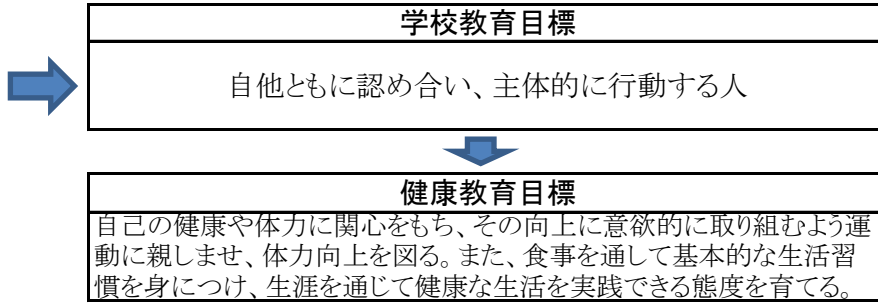 学校教育目標
自他ともに認め合い、主体的に行動する人
健康教育目標
自己の健康や体力に関心をもち、その向上に意欲的に取り組むよう運
動に親しませ、体力向上を図る。また、食事を通して基本的な生活習
慣を身につけ、生涯を通じて健康な生活を実践できる態度を育てる。